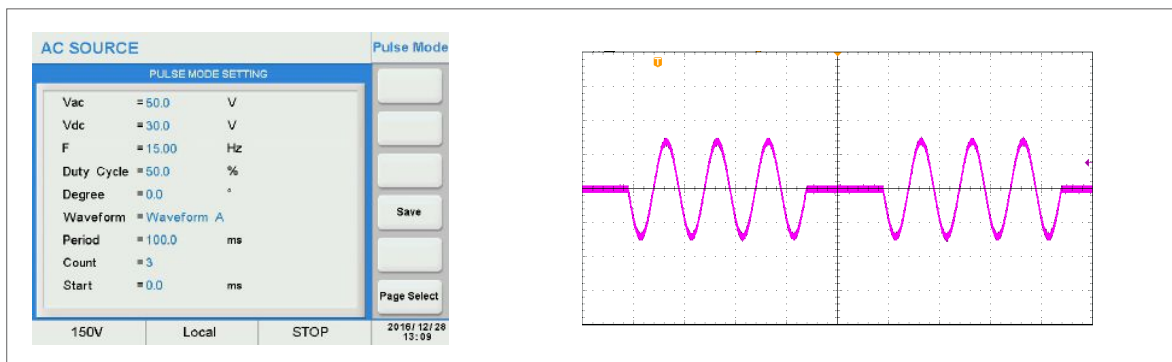 AC SOURCE
Pulse Mode
PULSE MODE SETTING
Vac = 50.0 V
Vdc = 30.0 V
F = 15.00 Hz
Duty Cycle = 50.0 %
Degree = 0.0 °
Waveform = Waveform A
Save
Period = 100.0 ms
Count = 3
Start = 0.0 ms
Page Select
150V Local STOP
2016/12/28
13:09
T